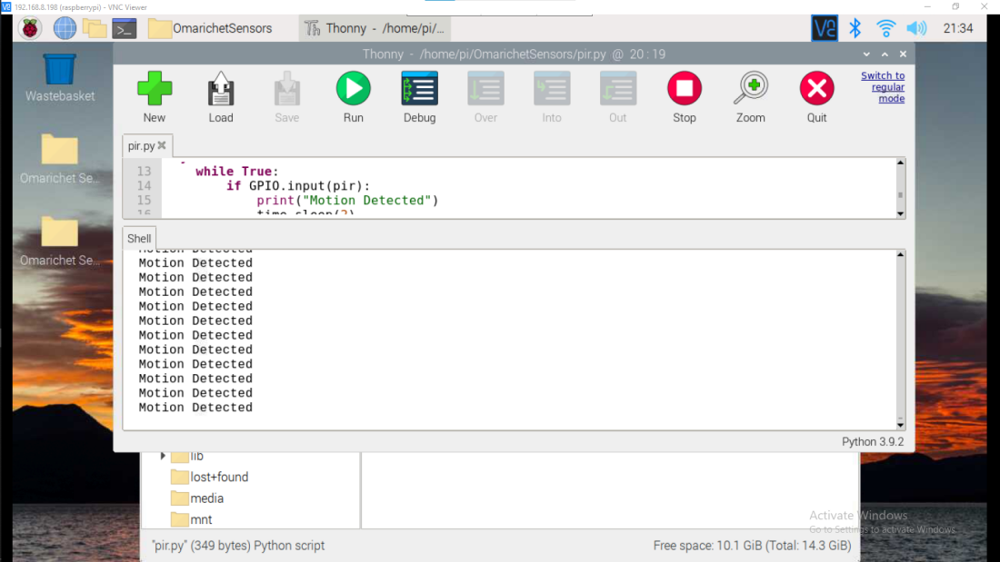 192.168.8.198 (raspberrypi) - VNC Viewer
OmarichetSensors
Thonny - /home/pi/...
21:34
Thonny - /home/pi/OmarichetSensors/pir.py @ 20 : 19
Wastebasket
Omarichet Se...
Omarichet Se...
New
Load
Save
Run
Debug
Over
Into
Out
Stop
Zoom
Quit
Switch to
regular
mode
pir.py
13 while True:
14 if GPIO.input(pir):
15 print("Motion Detected")
16 time.sleep(2)
Shell
Motion Detected
Motion Detected
Motion Detected
Motion Detected
Motion Detected
Motion Detected
Motion Detected
Motion Detected
Motion Detected
Motion Detected
Motion Detected
Motion Detected
Python 3.9.2
lib
lost+found
media
mnt
Activate Windows
Go to Settings to activate Windows.
"pir.py" (349 bytes) Python script
Free space: 10.1 GiB (Total: 14.3 GiB)